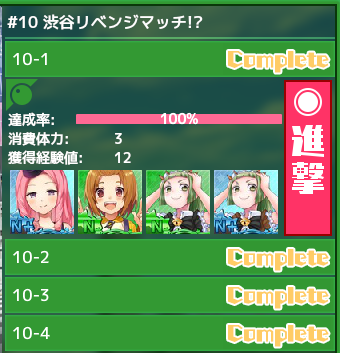 #10 渋谷リベンジマッチ!?
10-1 Complete
達成率: 100%
消費体力: 3
獲得経験値: 12
進撃
N+ N N N+
10-2 Complete
10-3 Complete
10-4 Complete